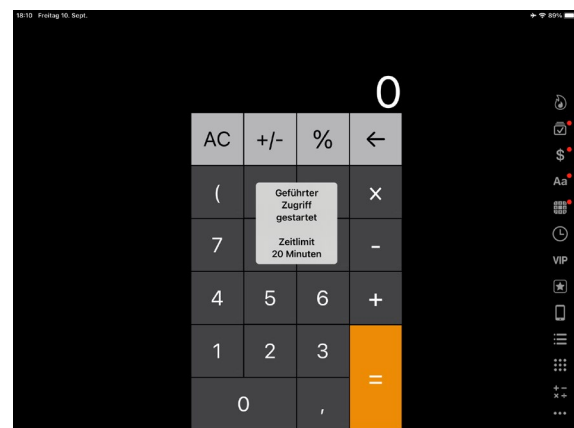 18:10 Freitag 10. Sept.
89%
0
AC +/- % ←
( ×
Geführter
Zugriff
gestartet
Zeitlimit
20 Minuten
7 -
4 5 6 +
1 2 3
=
0 ,
$
Aa
VIP
+ −
× ÷